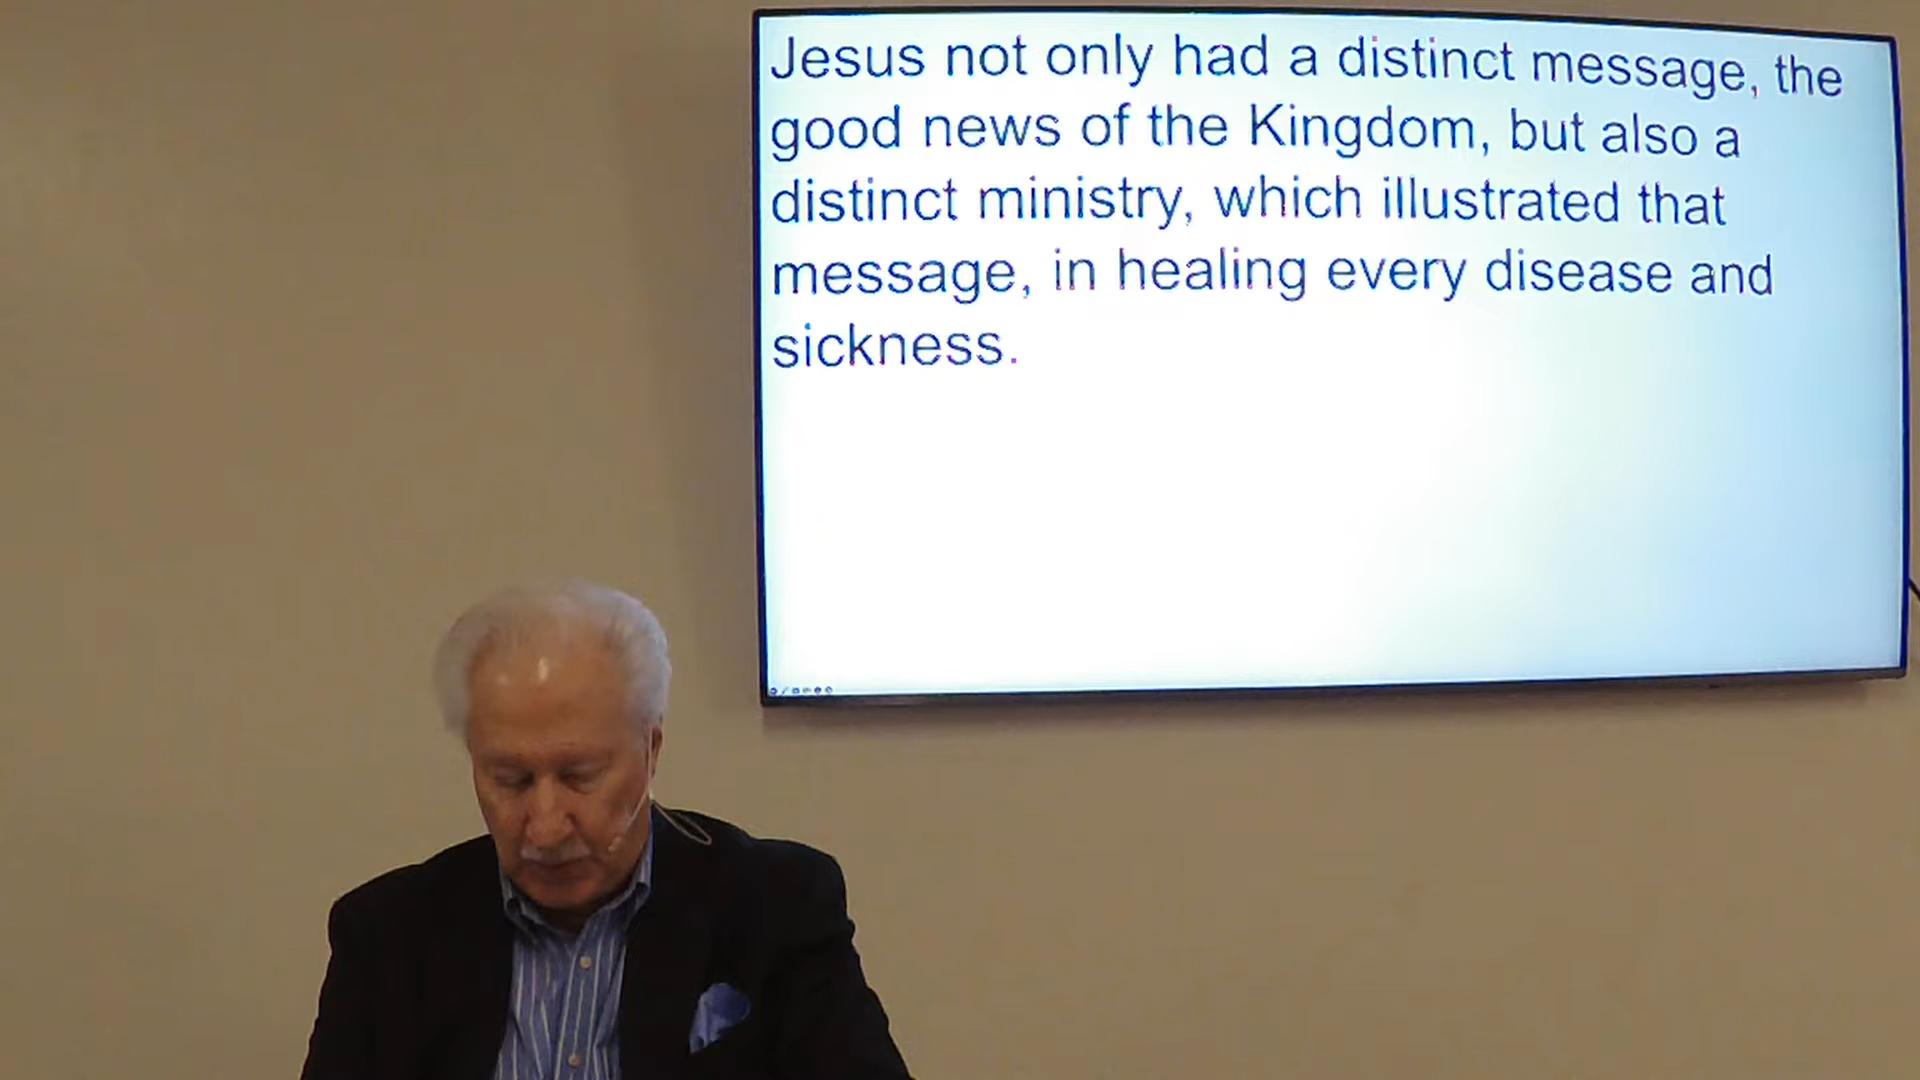 Jesus not only had a distinct message, the
good news of the Kingdom, but also a
distinct ministry, which illustrated that
message, in healing every disease and
sickness.